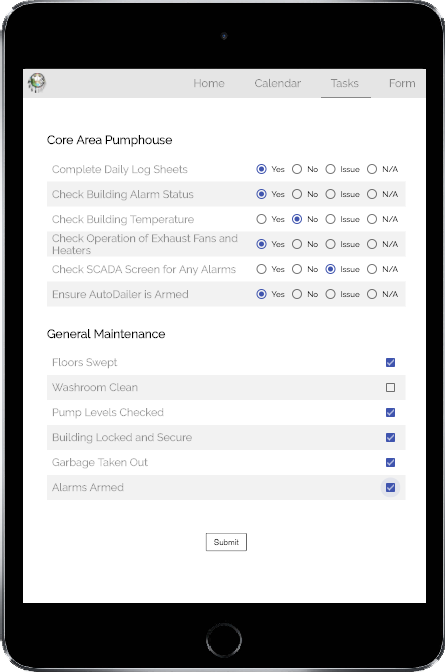 Home Calendar Tasks Form
Core Area Pumphouse
Complete Daily Log Sheets Yes No Issue N/A
Check Building Alarm Status Yes No Issue N/A
Check Building Temperature Yes No Issue N/A
Check Operation of Exhaust Fans and
Heaters Yes No Issue N/A
Check SCADA Screen for Any Alarms Yes No Issue N/A
Ensure AutoDailer is Armed Yes No Issue N/A
General Maintenance
Floors Swept
Washroom Clean
Pump Levels Checked
Building Locked and Secure
Garbage Taken Out
Alarms Armed
Submit